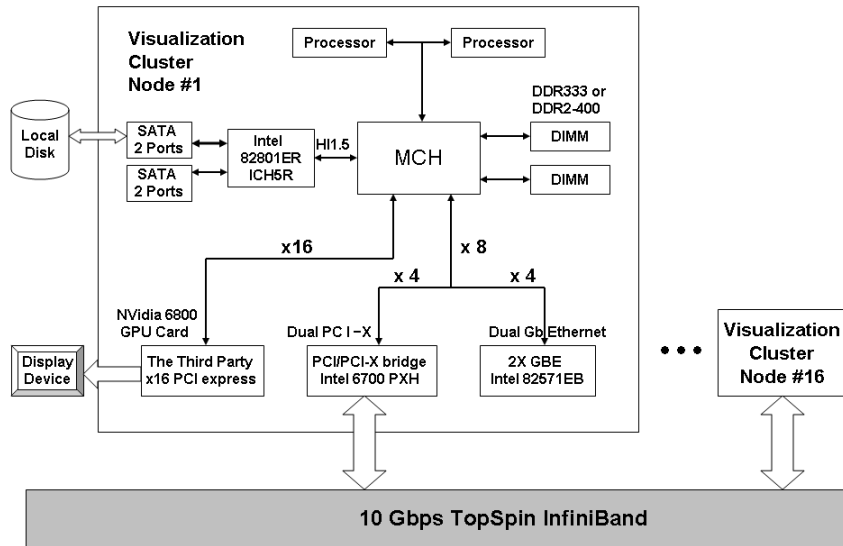 Visualization
Cluster
Node #1
Processor
Processor
DDR333 or
DDR2-400
Local
Disk
SATA
2 Ports
SATA
2 Ports
Intel
82801ER
ICH5R
HI1.5
MCH
DIMM
DIMM
x16
x 8
x 4
x 4
NVidia 6800
GPU Card
Dual PC I -X
Dual Gb Ethernet
Display
Device
The Third Party
x16 PCI express
PCI/PCI-X bridge
Intel 6700 PXH
2X GBE
Intel 82571EB
•••
Visualization
Cluster
Node #16
10 Gbps TopSpin InfiniBand